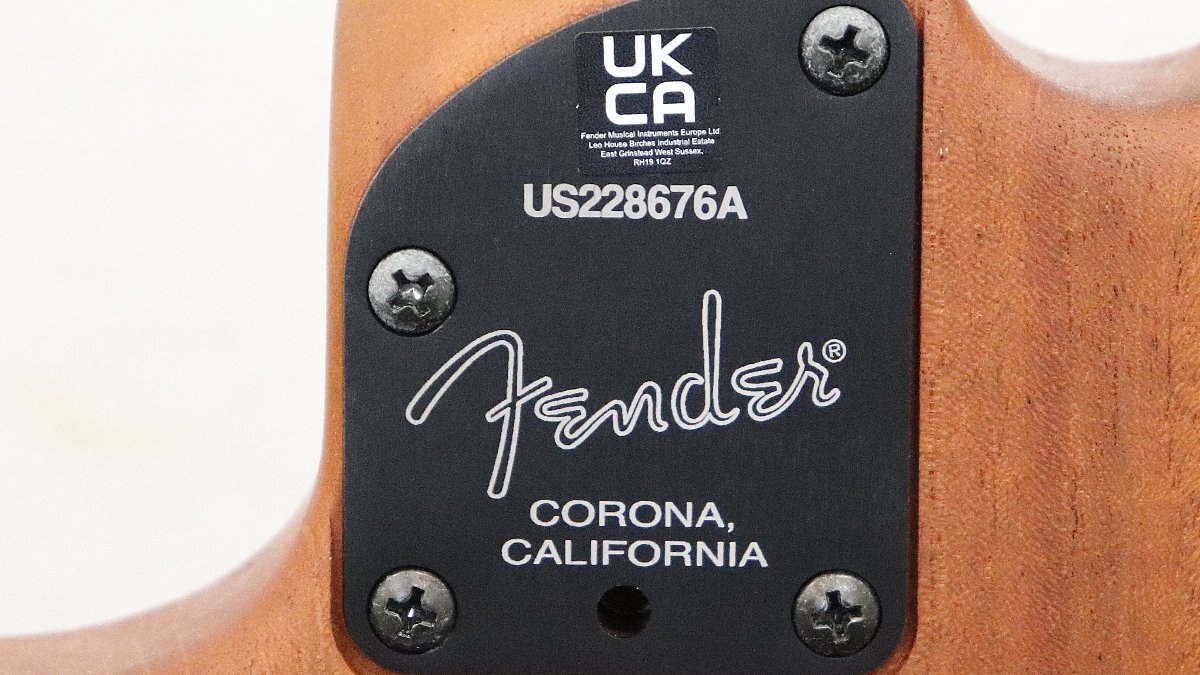 UK
CA
Fender Musical Instruments Europe Ltd.
Leo House Birches Industrial Estate
East Grinstead West Sussex.
RH19 1QZ
US228676A
Fender®
CORONA,
CALIFORNIA